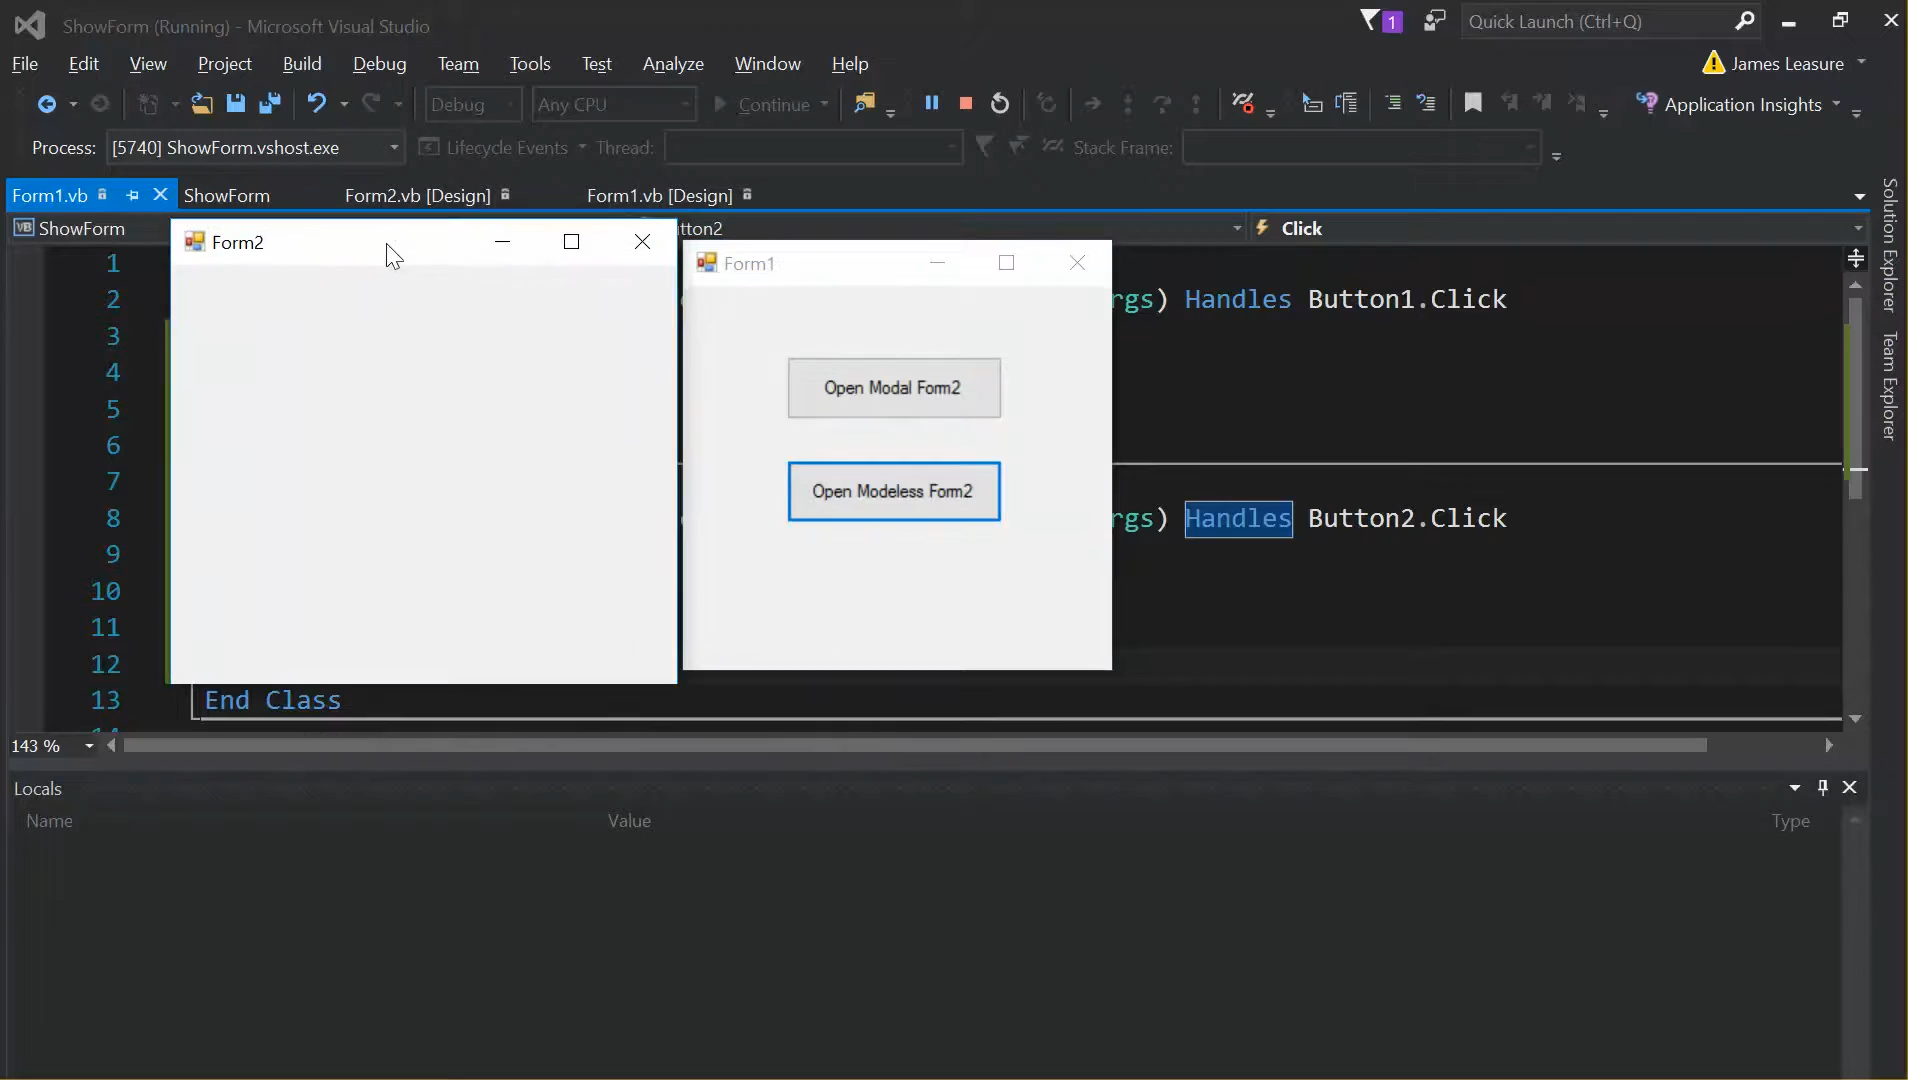 ShowForm (Running) - Microsoft Visual Studio
1
Quick Launch (Ctrl+Q)
File Edit View Project Build Debug Team Tools Test Analyze Window Help
James Leasure
Debug Any CPU Continue Application Insights
Process: [5740] ShowForm.vshost.exe Lifecycle Events Thread: Stack Frame:
Form1.vb ShowForm Form2.vb [Design] Form1.vb [Design]
VB ShowForm utton2 Click
Form2
Form1
Open Modal Form2
Open Modeless Form2
1
2 rgs) Handles Button1.Click
3
4
5
6
7
8 rgs) Handles Button2.Click
9
10
11
12
13 End Class
143 %
Locals
Name Value Type
Solution Explorer
Team Explorer